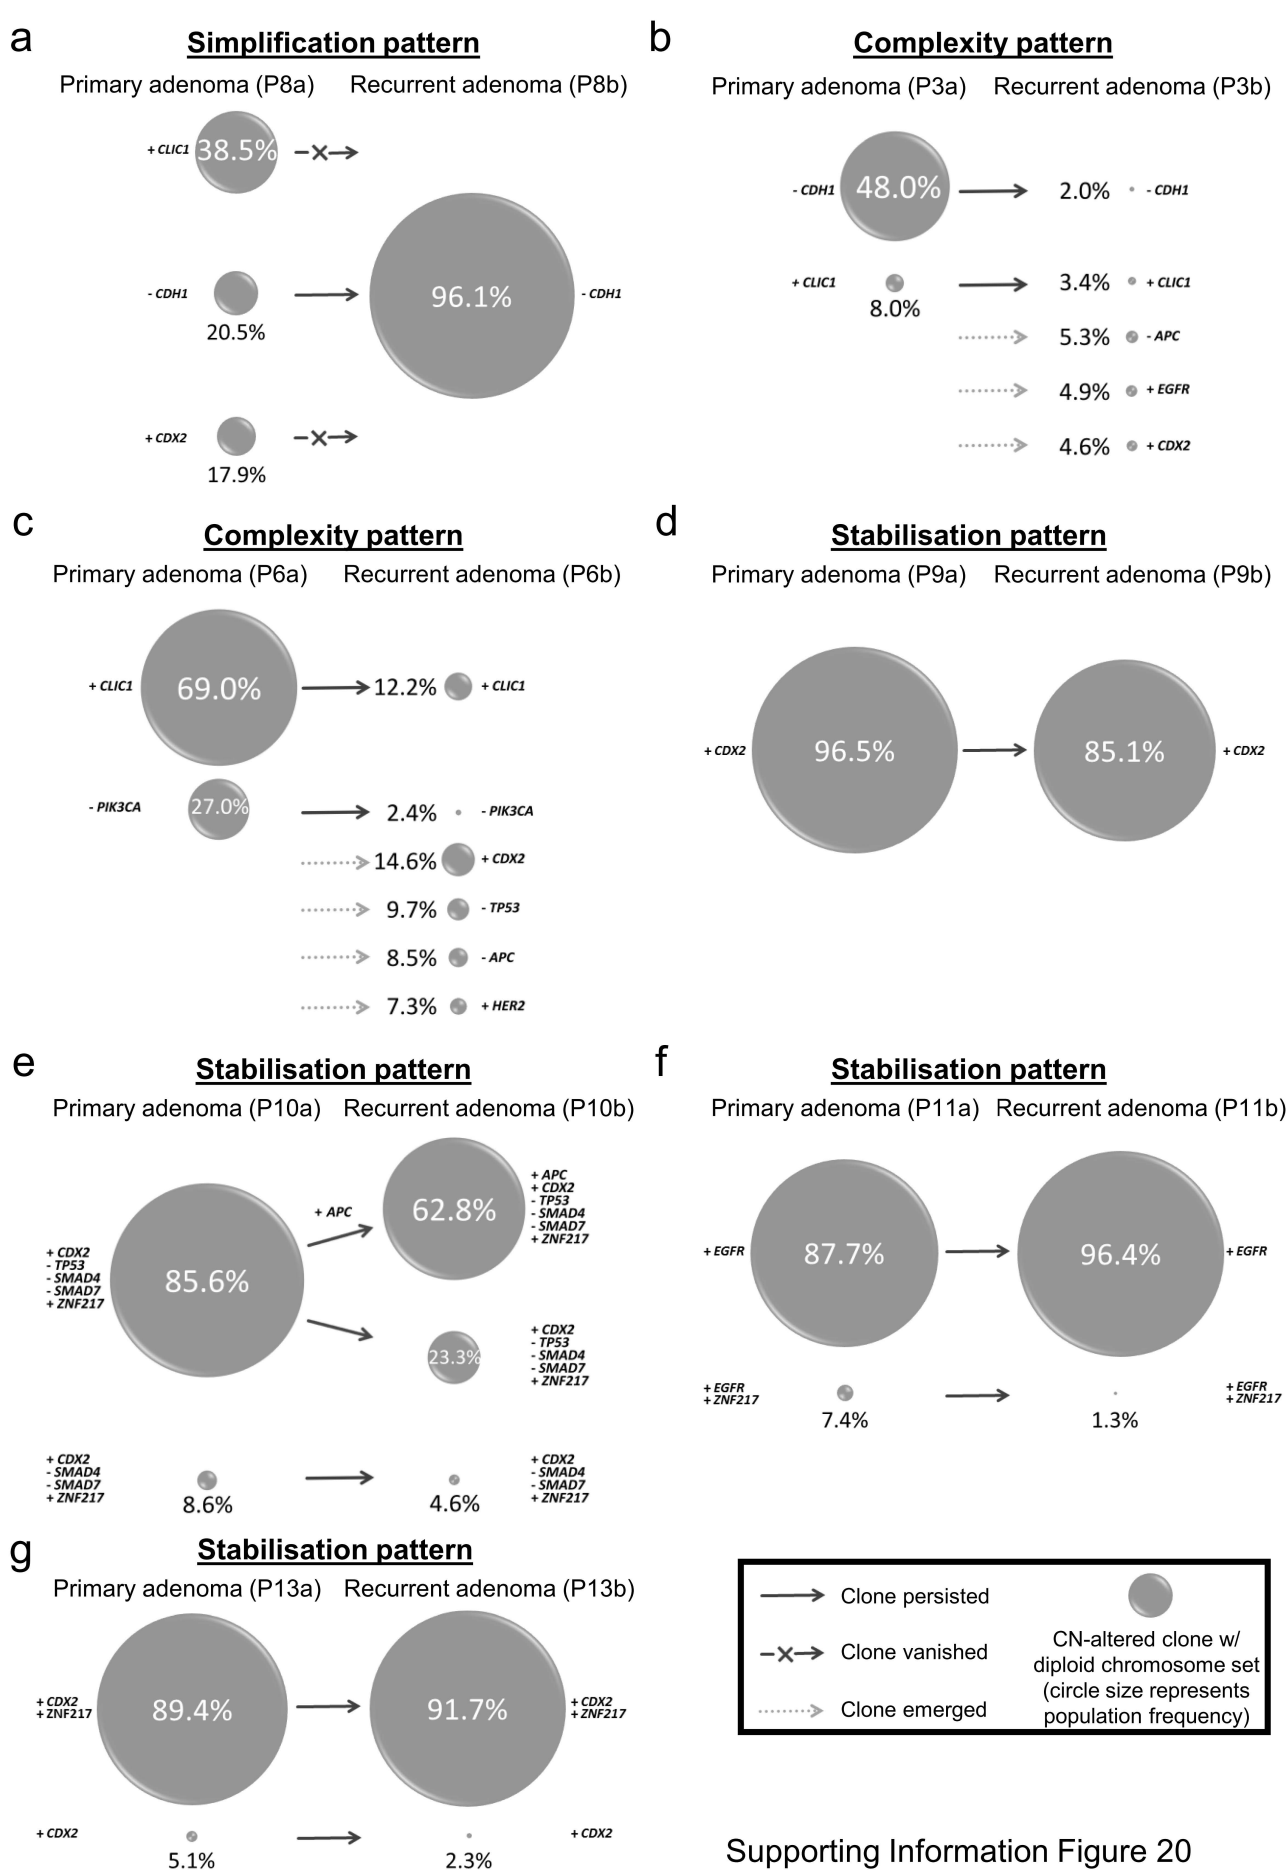 a
Simplification pattern
Primary adenoma (P8a) Recurrent adenoma (P8b)
+ CLIC1 38.5%
- CDH1 96.1% - CDH1
20.5%
+ CDX2
17.9%
b
Complexity pattern
Primary adenoma (P3a) Recurrent adenoma (P3b)
- CDH1 48.0% 2.0% - CDH1
+ CLIC1 3.4% + CLIC1
8.0%
5.3% - APC
4.9% + EGFR
4.6% + CDX2
c
Complexity pattern
Primary adenoma (P6a) Recurrent adenoma (P6b)
+ CLIC1 69.0% 12.2% + CLIC1
- PIK3CA 27.0% 2.4% - PIK3CA
14.6% + CDX2
9.7% - TP53
8.5% - APC
7.3% + HER2
d
Stabilisation pattern
Primary adenoma (P9a) Recurrent adenoma (P9b)
+ CDX2 96.5% 85.1% + CDX2
e
Stabilisation pattern
Primary adenoma (P10a) Recurrent adenoma (P10b)
+ CDX2
- TP53
- SMAD4
- SMAD7
+ ZNF217
85.6%
+ APC
62.8%
+ APC
+ CDX2
- TP53
- SMAD4
- SMAD7
+ ZNF217
23.3%
+ CDX2
- TP53
- SMAD4
- SMAD7
+ ZNF217
+ CDX2
- SMAD4
- SMAD7
+ ZNF217
8.6%
4.6%
+ CDX2
- SMAD4
- SMAD7
+ ZNF217
f
Stabilisation pattern
Primary adenoma (P11a) Recurrent adenoma (P11b)
+ EGFR 87.7% 96.4% + EGFR
+ EGFR
+ ZNF217
7.4%
1.3%
+ EGFR
+ ZNF217
g
Stabilisation pattern
Primary adenoma (P13a) Recurrent adenoma (P13b)
+ CDX2
+ ZNF217
89.4%
91.7%
+ CDX2
+ ZNF217
+ CDX2 + CDX2
5.1% 2.3%
Clone persisted
Clone vanished
Clone emerged
CN-altered clone w/
diploid chromosome set
(circle size represents
population frequency)
Supporting Information Figure 20